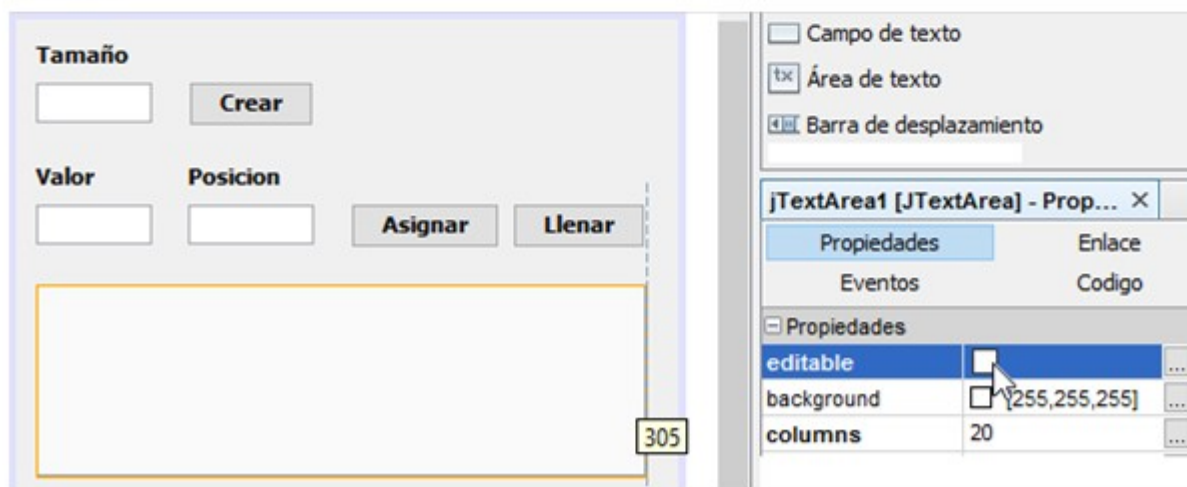 Tamaño
Crear
Valor Posicion
Asignar Llenar
305
Campo de texto
tx Área de texto
Barra de desplazamiento
jTextArea1 [JTextArea] - Prop... ×
Propiedades Enlace
Eventos Codigo
Propiedades
editable ...
background [255,255,255] ...
columns 20 ...